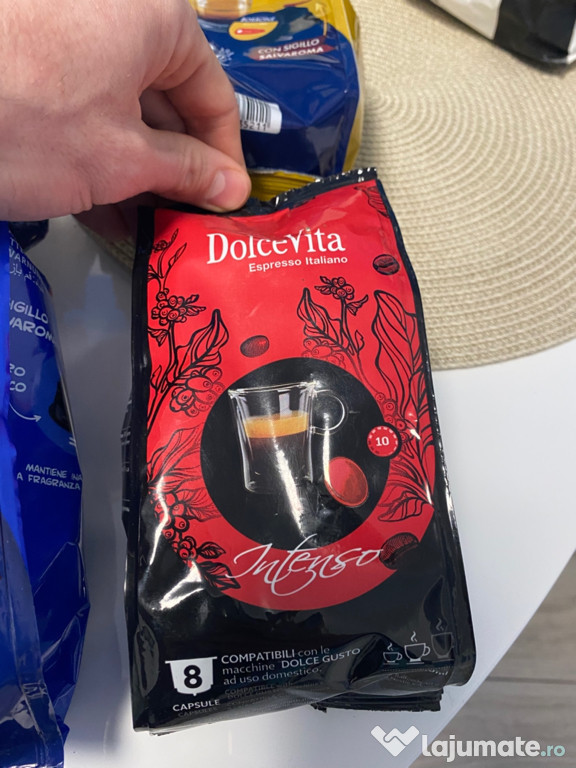 CON SIGILLO
SALVAROMA
DOLCEVITA
Espresso Italiano
SIGILLO
MANTIENE
A FRAGRANZA
10
Intenso
8
CAPSULE
COMPATIBILI con le
macchine DOLCE GUSTO
ad uso domestico.
lajumate.ro